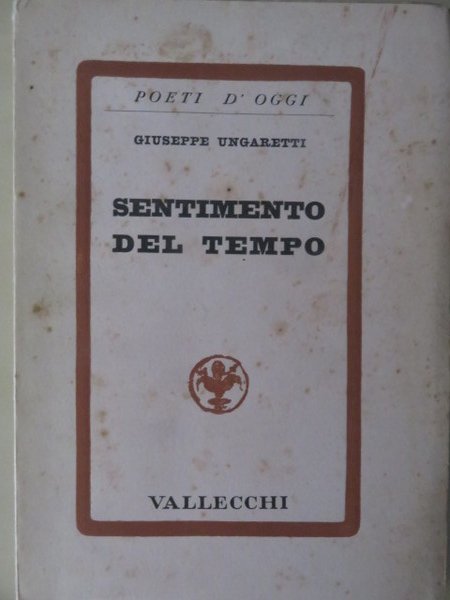 POETI D'OGGI
GIUSEPPE UNGARETTI
SENTIMENTO
DEL TEMPO
VALLECCHI